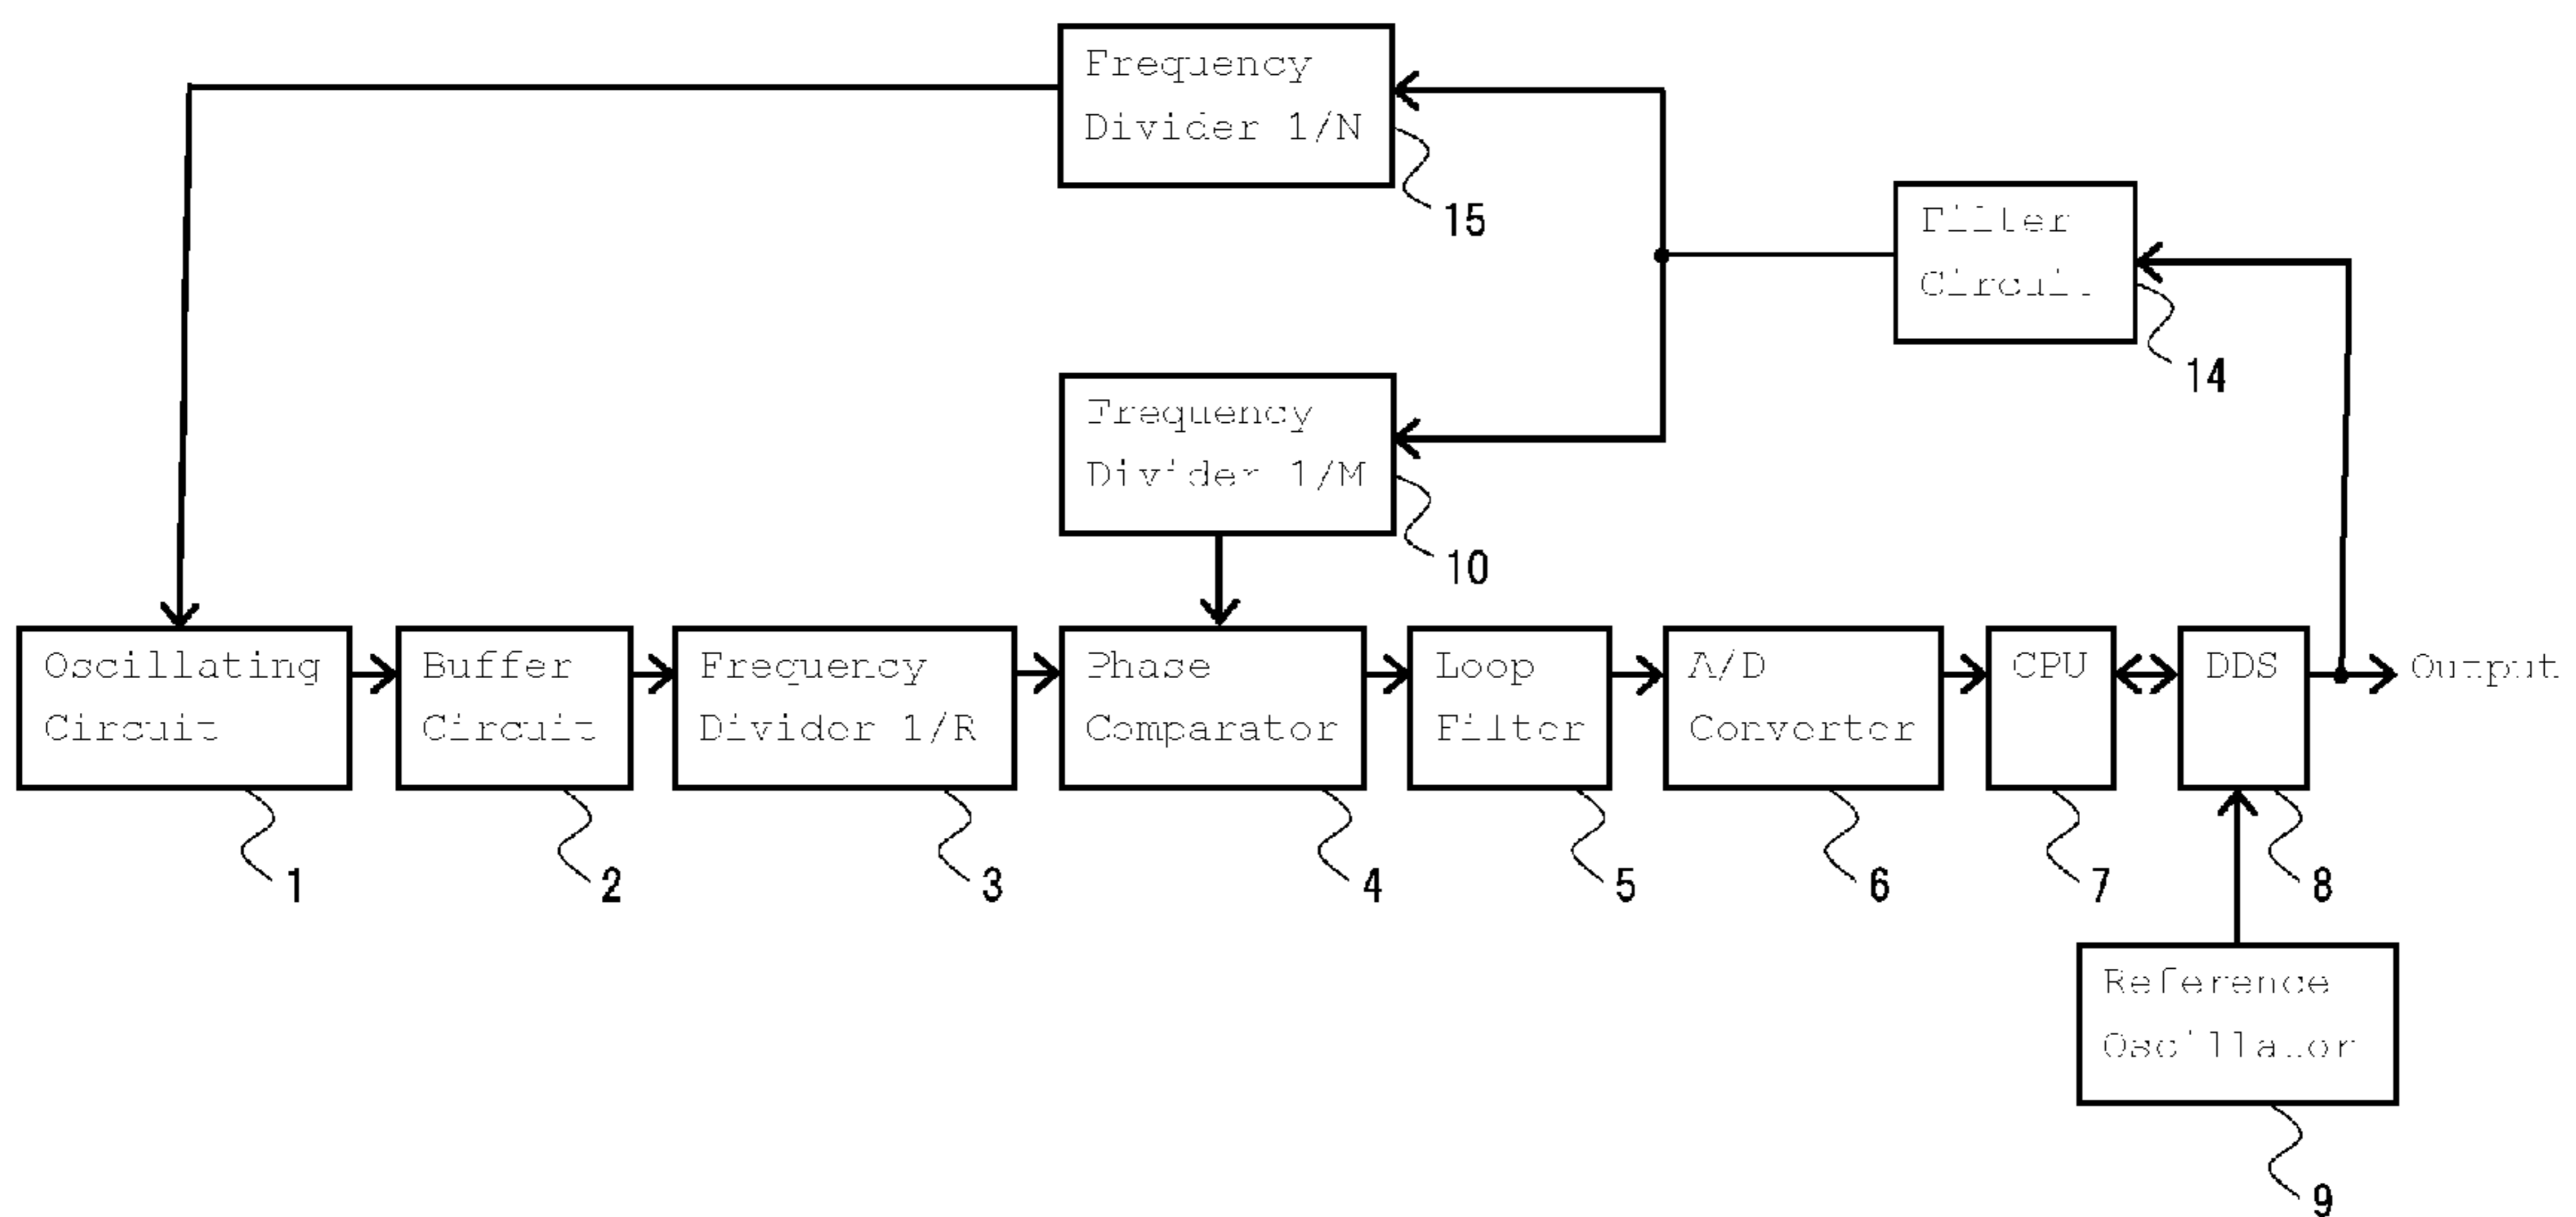 Frequency
Divider 1/N
15
Filter
Circuit
14
Frequency
Divider 1/M
10
Oscillating
Circuit
1
Buffer
Circuit
2
Frequency
Divider 1/R
3
Phase
Comparator
4
Loop
Filter
5
A/D
Converter
6
CPU
7
DDS
8
Output
Reference
Oscillator
9